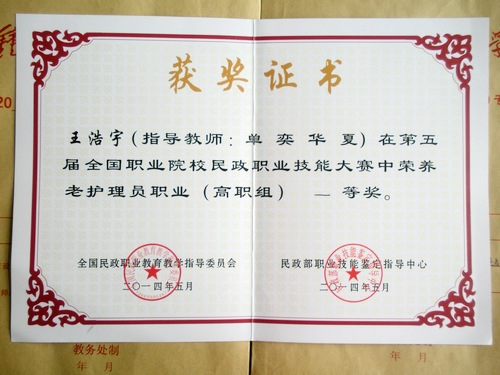 获奖证书
王浩宇（指导教师：单 奕 华 夏）在第五
届全国职业院校民政职业技能大赛中荣养
老护理员职业（高职组） 一 等奖。
全国民政职业教育教学指导委员会
二〇一四年五月
民政部职业技能鉴定指导中心
二〇一四年五月
教务处制
年 月
年 月